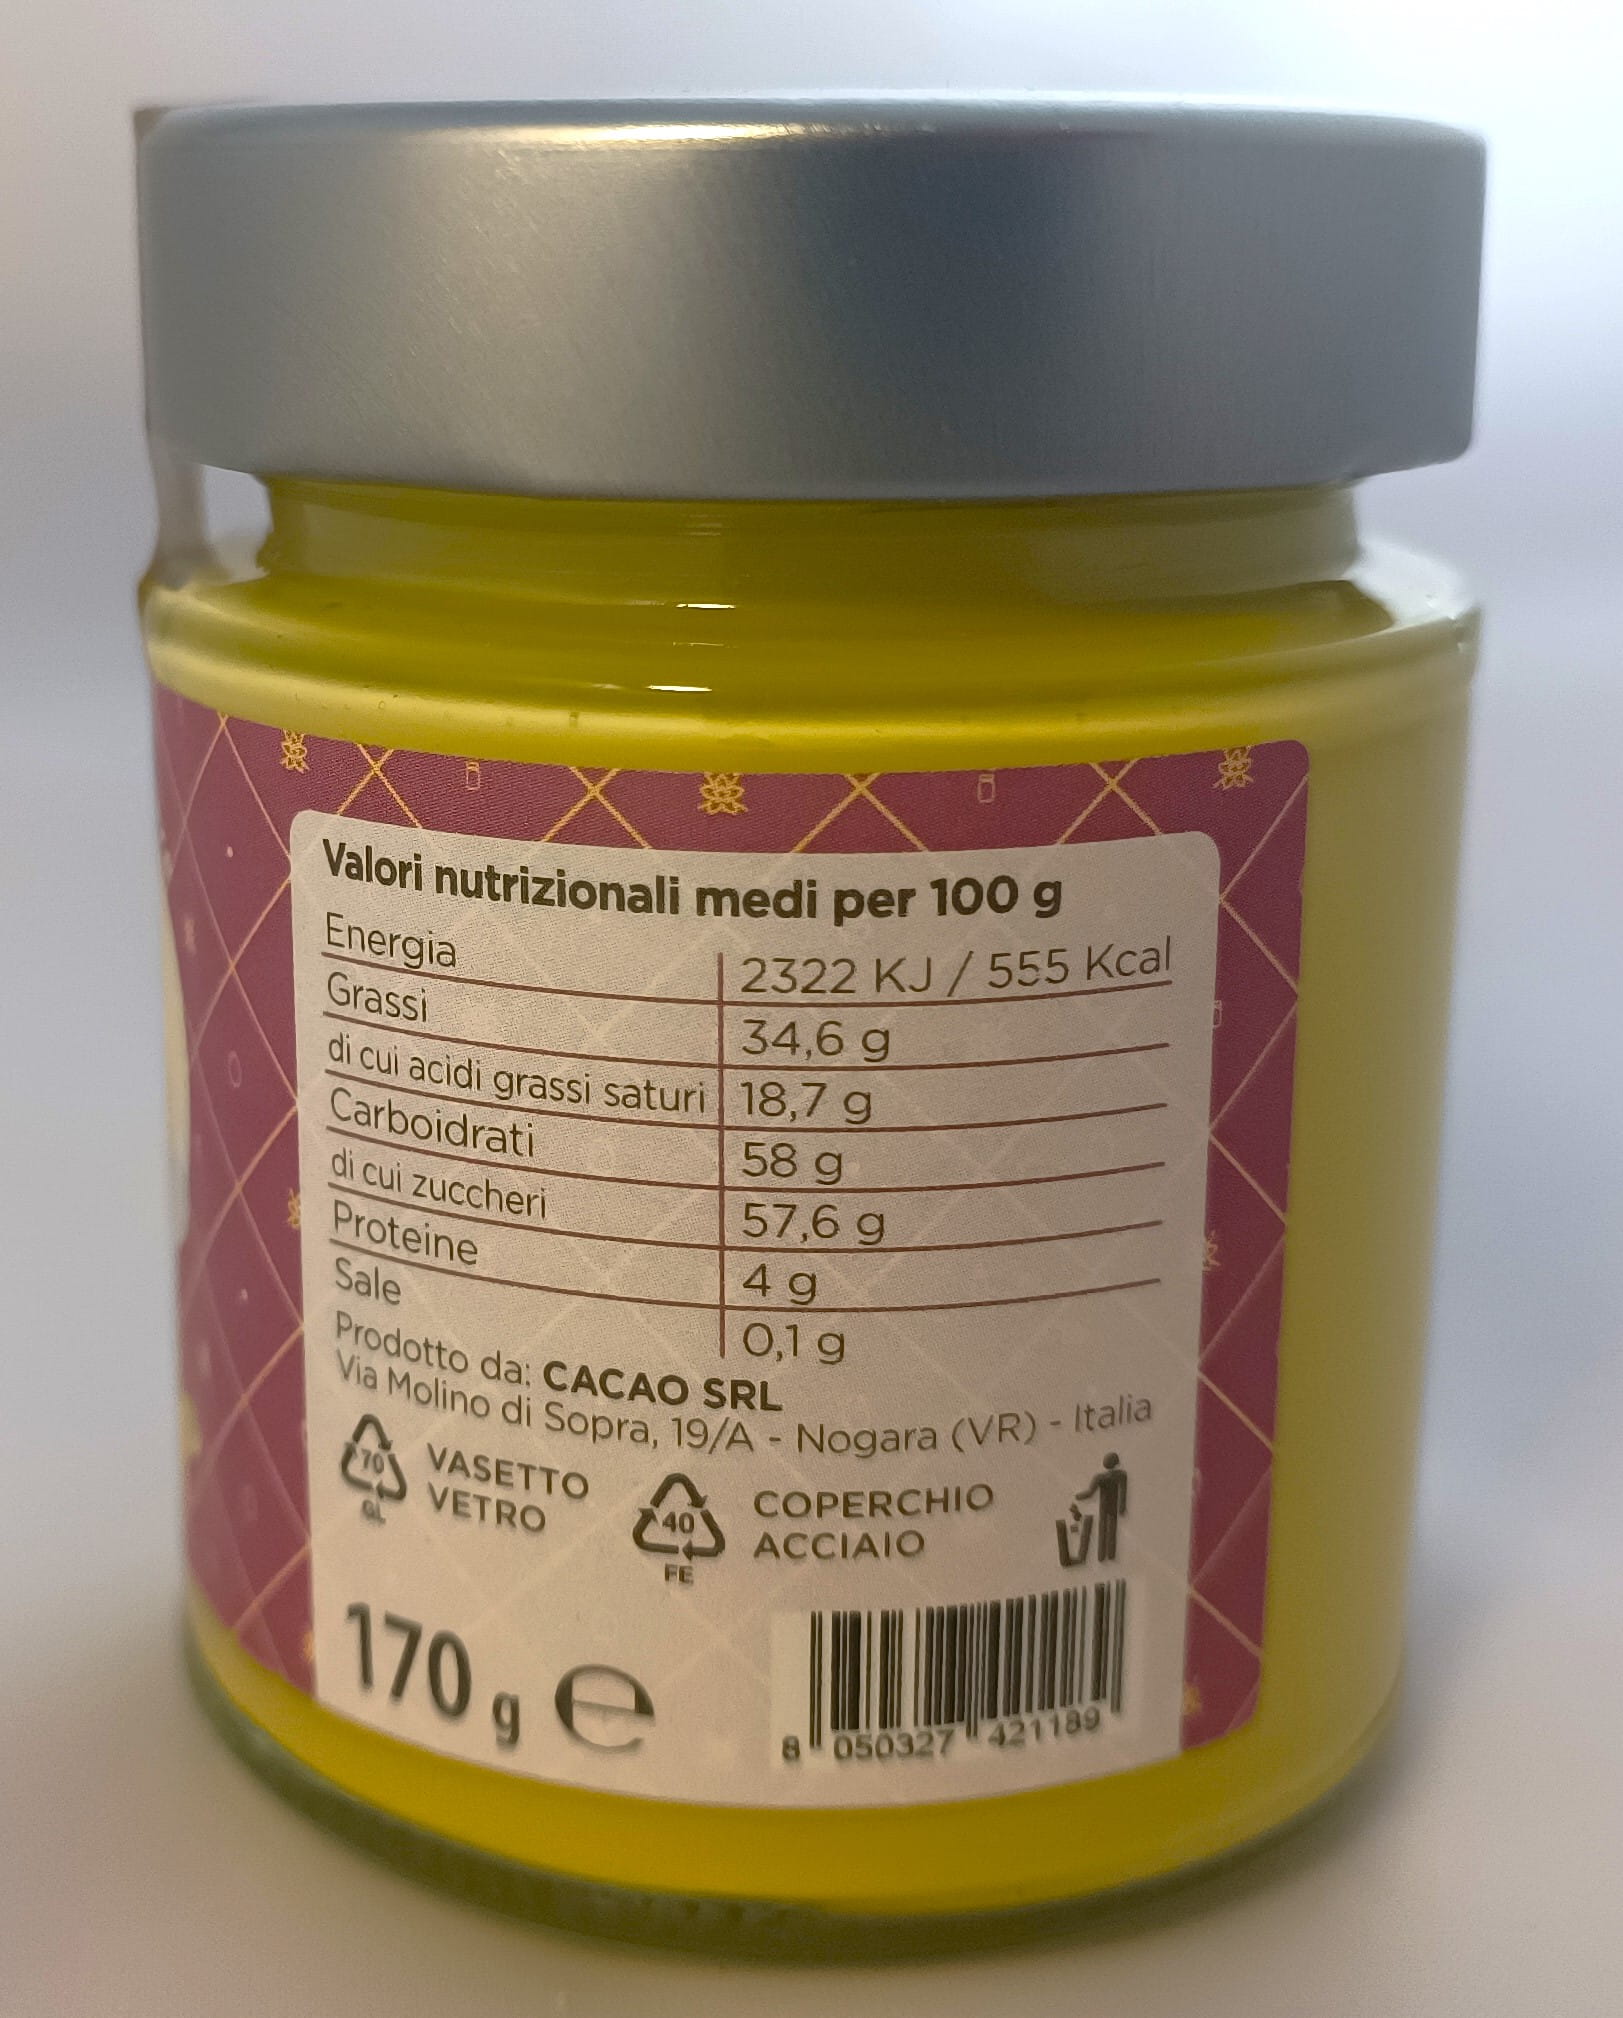 Valori nutrizionali medi per 100 g
Energia 2322 KJ / 555 Kcal
Grassi 34,6 g
di cui acidi grassi saturi 18,7 g
Carboidrati 58 g
di cui zuccheri 57,6 g
Proteine 4 g
Sale 0,1 g
Prodotto da: CACAO SRL
Via Molino di Sopra, 19/A - Nogara (VR) - Italia
70 GL VASETTO VETRO
40 FE COPERCHIO ACCIAIO
170 g e
8 050327 421189